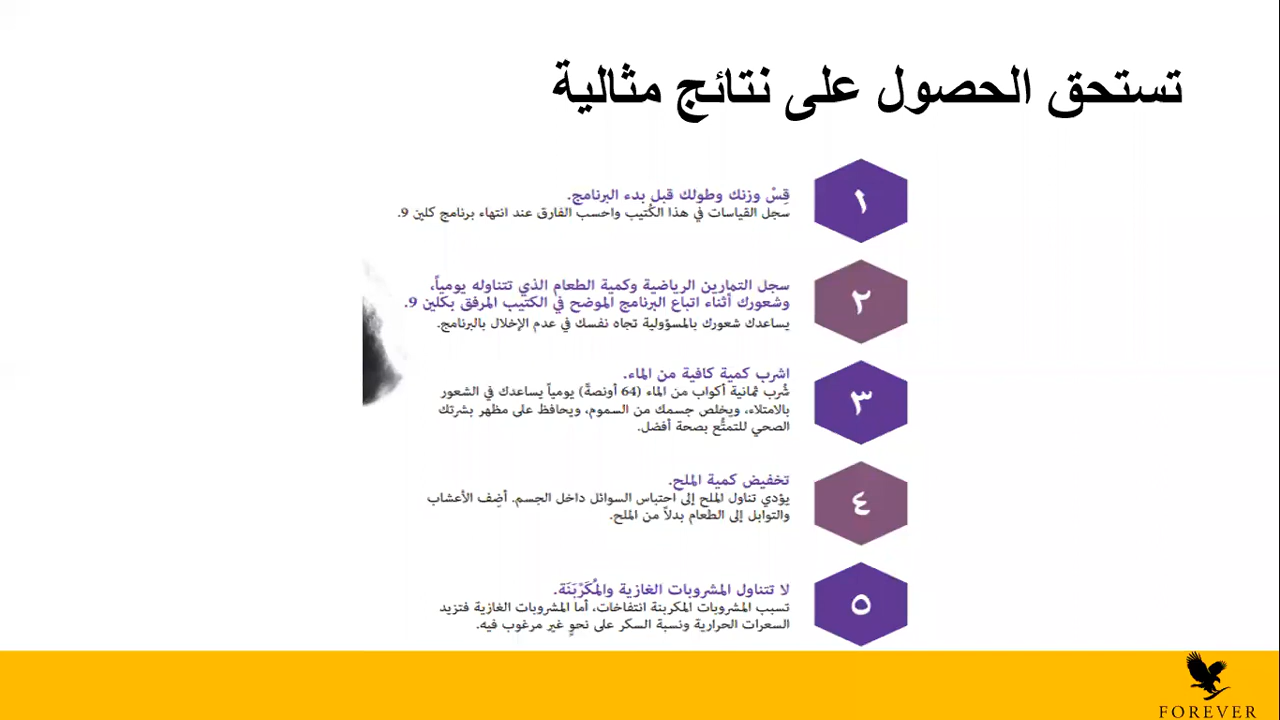 تستحق الحصول على نتائج مثالية
١
قِسْ وزنك وطولك قبل بدء البرنامج.
سجل القياسات في هذا الكُتيب واحسب الفارق عند انتهاء برنامج كلين 9.
٢
سجل التمارين الرياضية وكمية الطعام الذي تتناوله يومياً،
وشعورك أثناء اتباع البرنامج الموضح في الكتيب المرفق بكلين 9.
يساعدك شعورك بالمسؤولية تجاه نفسك في عدم الإخلال بالبرنامج.
٣
اشرب كمية كافية من الماء.
شُرب ثمانية أكواب من الماء (64 أونصةً) يومياً يساعدك في الشعور
بالامتلاء، ويخلص جسمك من السموم، ويحافظ على مظهر بشرتك
الصحي للتمتُّع بصحة أفضل.
٤
تخفيض كمية الملح.
يؤدي تناول الملح إلى احتباس السوائل داخل الجسم. أضِف الأعشاب
والتوابل إلى الطعام بدلاً من الملح.
٥
لا تتناول المشروبات الغازية والمُكَرْبَنَة.
تسبب المشروبات المكربنة انتفاخات، أما المشروبات الغازية فتزيد
السعرات الحرارية ونسبة السكر على نحوٍ غير مرغوب فيه.
FOREVER